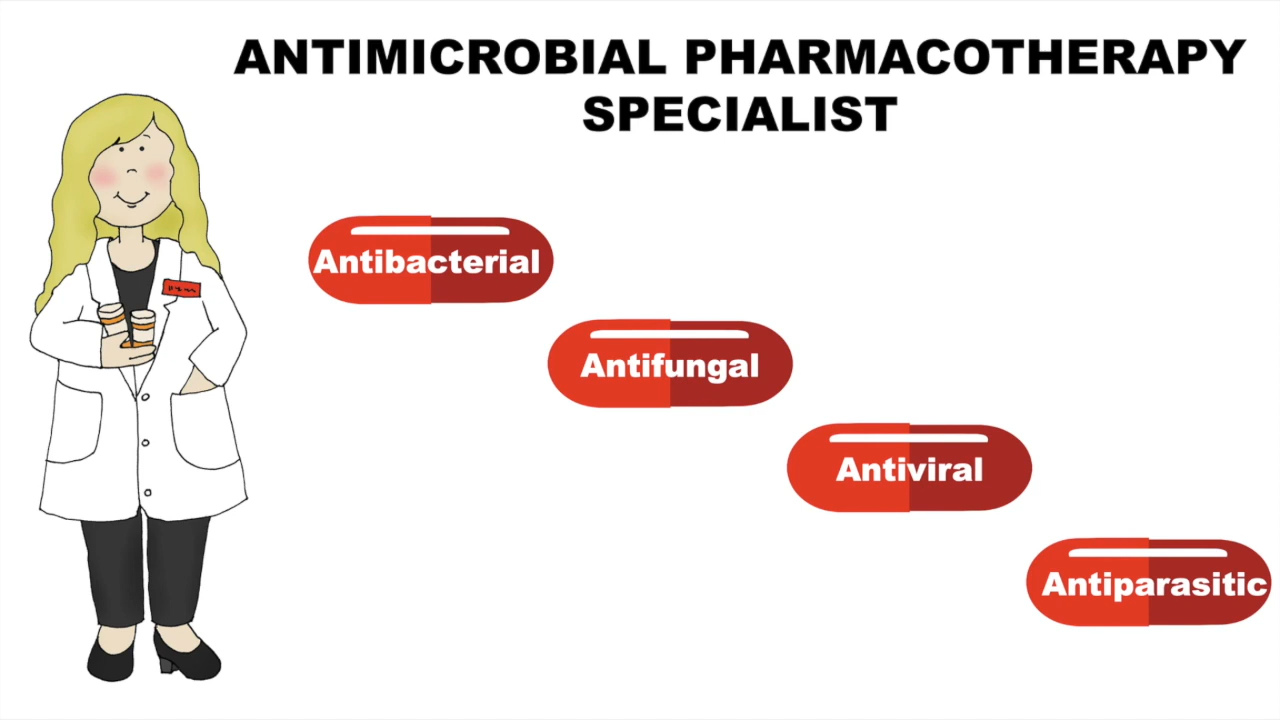 ANTIMICROBIAL PHARMACOTHERAPY
SPECIALIST
Antibacterial
Antifungal
Antiviral
Antiparasitic